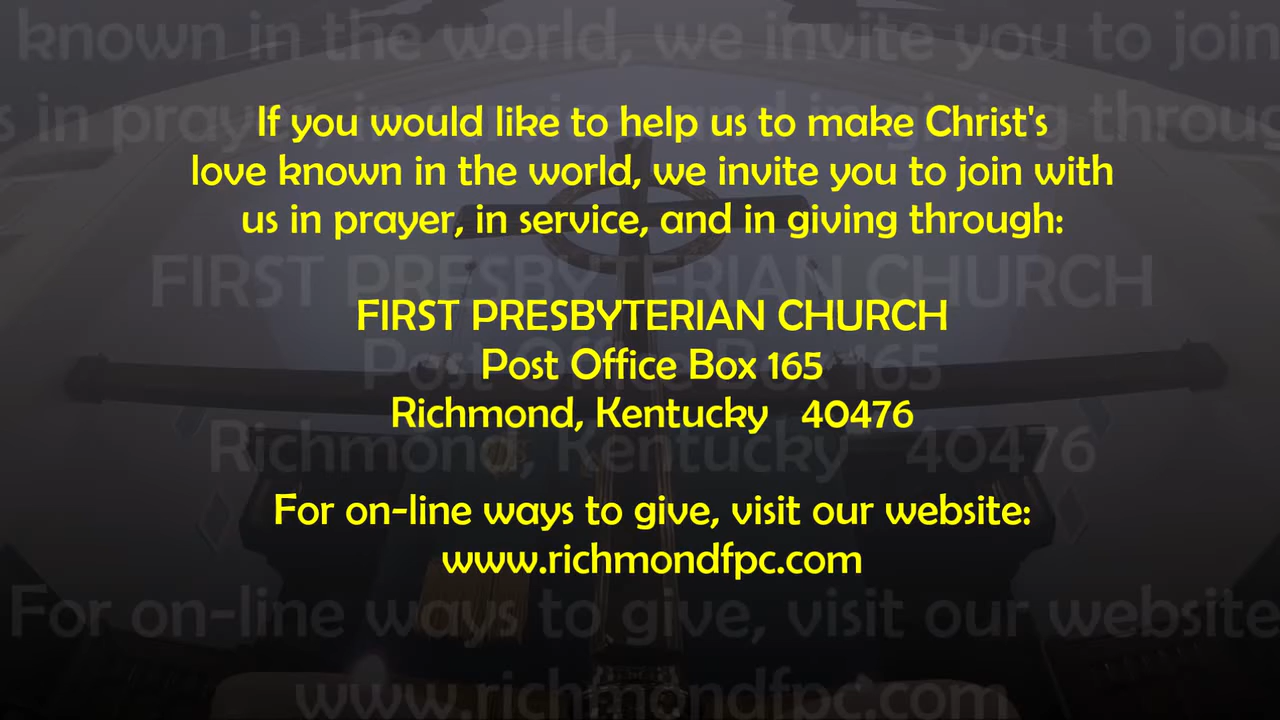 If you would like to help us to make Christ's
love known in the world, we invite you to join with
us in prayer, in service, and in giving through:
FIRST PRESBYTERIAN CHURCH
Post Office Box 165
Richmond, Kentucky 40476
For on-line ways to give, visit our website:
www.richmondfpc.com